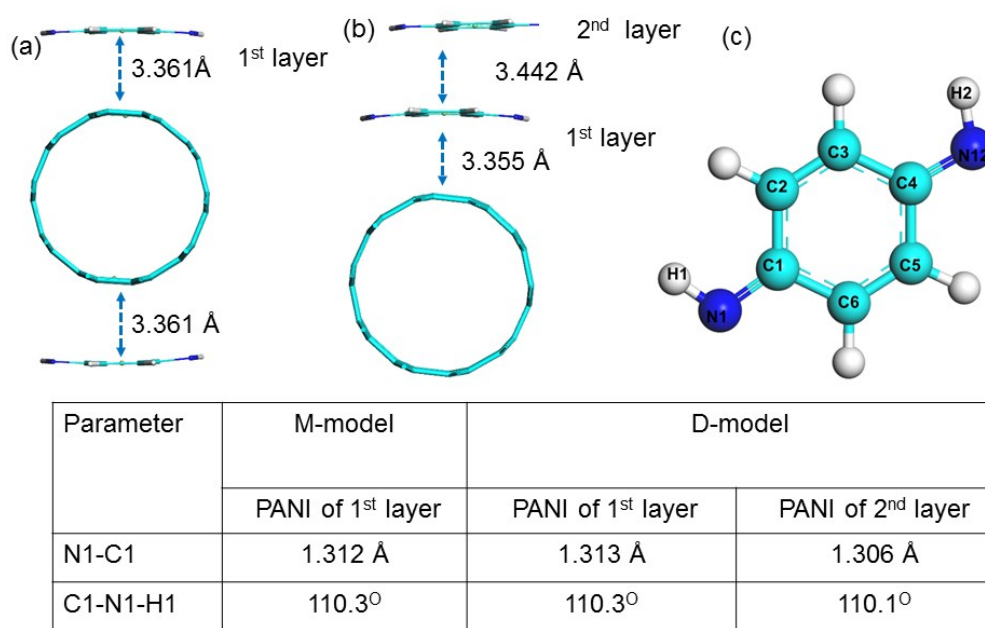 (a)
3.361Å
1st layer
3.361 Å
(b)
2nd layer
3.442 Å
1st layer
3.355 Å
(c)
H2
N12
C3
C4
C2
C1
C5
C6
H1
N1
Parameter M-model D-model
PANI of 1st layer PANI of 1st layer PANI of 2nd layer
N1-C1 1.312 Å 1.313 Å 1.306 Å
C1-N1-H1 110.3O 110.3O 110.1O